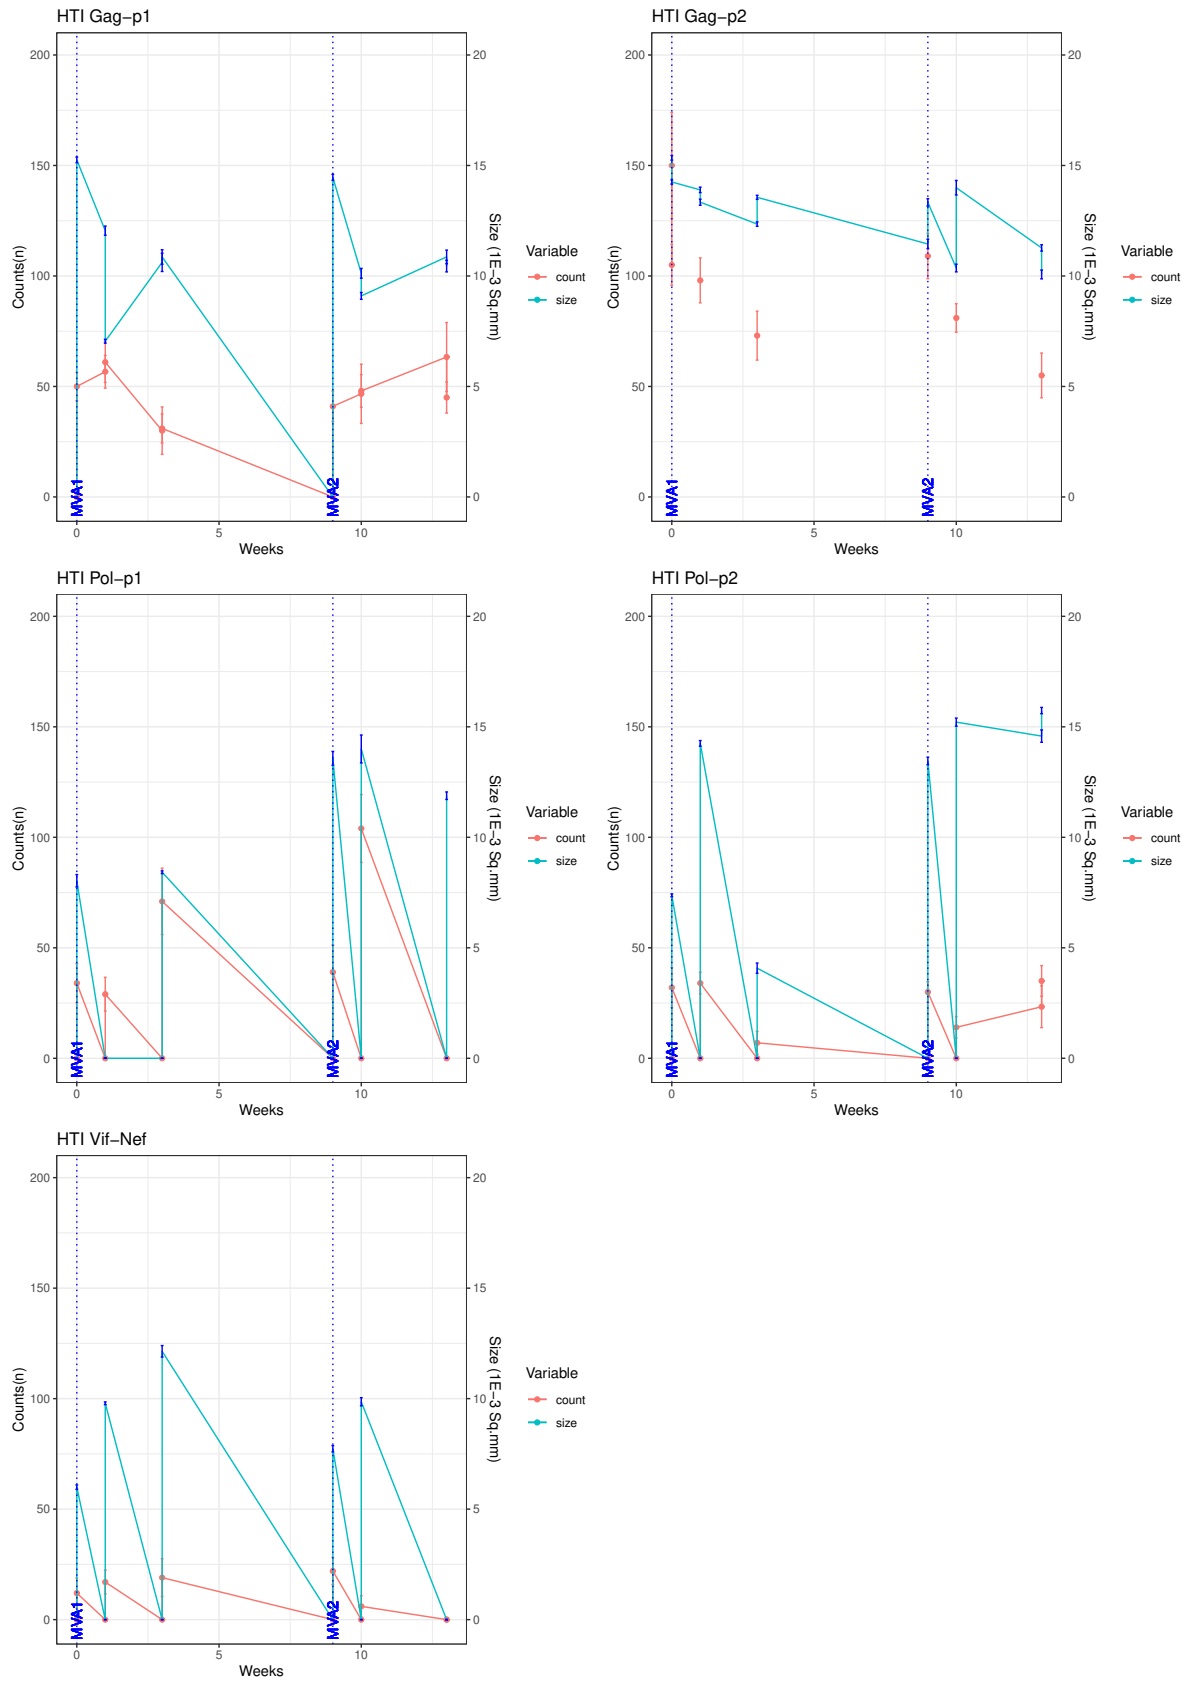 HTI Gag−p1
200
150
100
50
0
Counts(n)
20
15
10
5
0
Size (1E−3 Sq.mm)
MVA1
MVA2
0
5
10
Weeks
Variable
count
size
HTI Gag−p2
200
150
100
50
0
Counts(n)
20
15
10
5
0
Size (1E−3 Sq.mm)
MVA1
MVA2
0
5
10
Weeks
Variable
count
size
HTI Pol−p1
200
150
100
50
0
Counts(n)
20
15
10
5
0
Size (1E−3 Sq.mm)
MVA1
MVA2
0
5
10
Weeks
Variable
count
size
HTI Pol−p2
200
150
100
50
0
Counts(n)
20
15
10
5
0
Size (1E−3 Sq.mm)
MVA1
MVA2
0
5
10
Weeks
Variable
count
size
HTI Vif−Nef
200
150
100
50
0
Counts(n)
20
15
10
5
0
Size (1E−3 Sq.mm)
MVA1
MVA2
0
5
10
Weeks
Variable
count
size